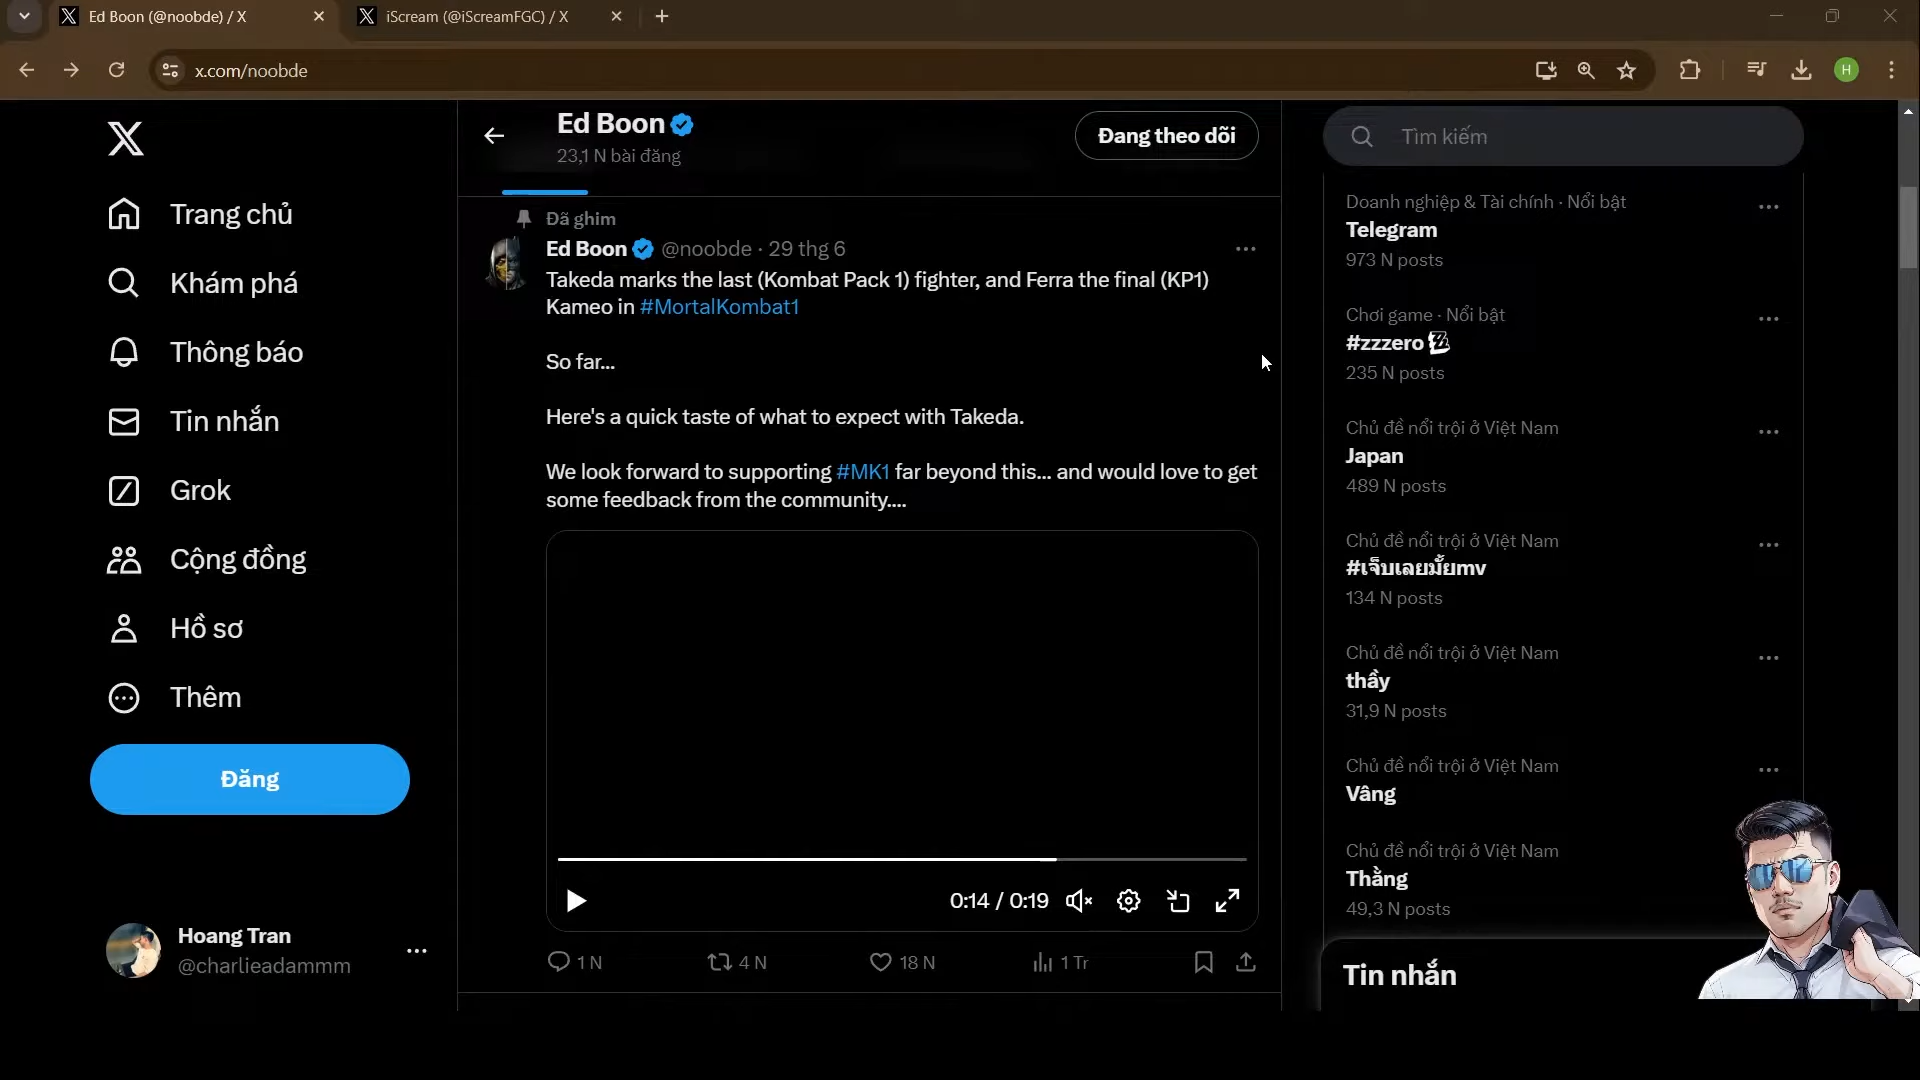 Ed Boon (@noobde) / X
iScream (@iScreamFGC) / X
x.com/noobde
H
Trang chủ
Khám phá
Thông báo
Tin nhắn
Grok
Cộng đồng
Hồ sơ
Thêm
Đăng
Hoang Tran
@charlieadammm
Ed Boon
23,1 N bài đăng
Đang theo dõi
Đã ghim
Ed Boon @noobde · 29 thg 6
Takeda marks the last (Kombat Pack 1) fighter, and Ferra the final (KP1)
Kameo in #MortalKombat1
So far...
Here's a quick taste of what to expect with Takeda.
We look forward to supporting #MK1 far beyond this... and would love to get
some feedback from the community....
0:14 / 0:19
1 N
4 N
18 N
1 Tr
Tìm kiếm
Doanh nghiệp & Tài chính · Nổi bật
Telegram
973 N posts
Chơi game · Nổi bật
#zzzero
235 N posts
Chủ đề nổi trội ở Việt Nam
Japan
489 N posts
Chủ đề nổi trội ở Việt Nam
#เจ็บเลยมั้ยmv
134 N posts
Chủ đề nổi trội ở Việt Nam
thầy
31,9 N posts
Chủ đề nổi trội ở Việt Nam
Vâng
Chủ đề nổi trội ở Việt Nam
Thằng
49,3 N posts
Tin nhắn